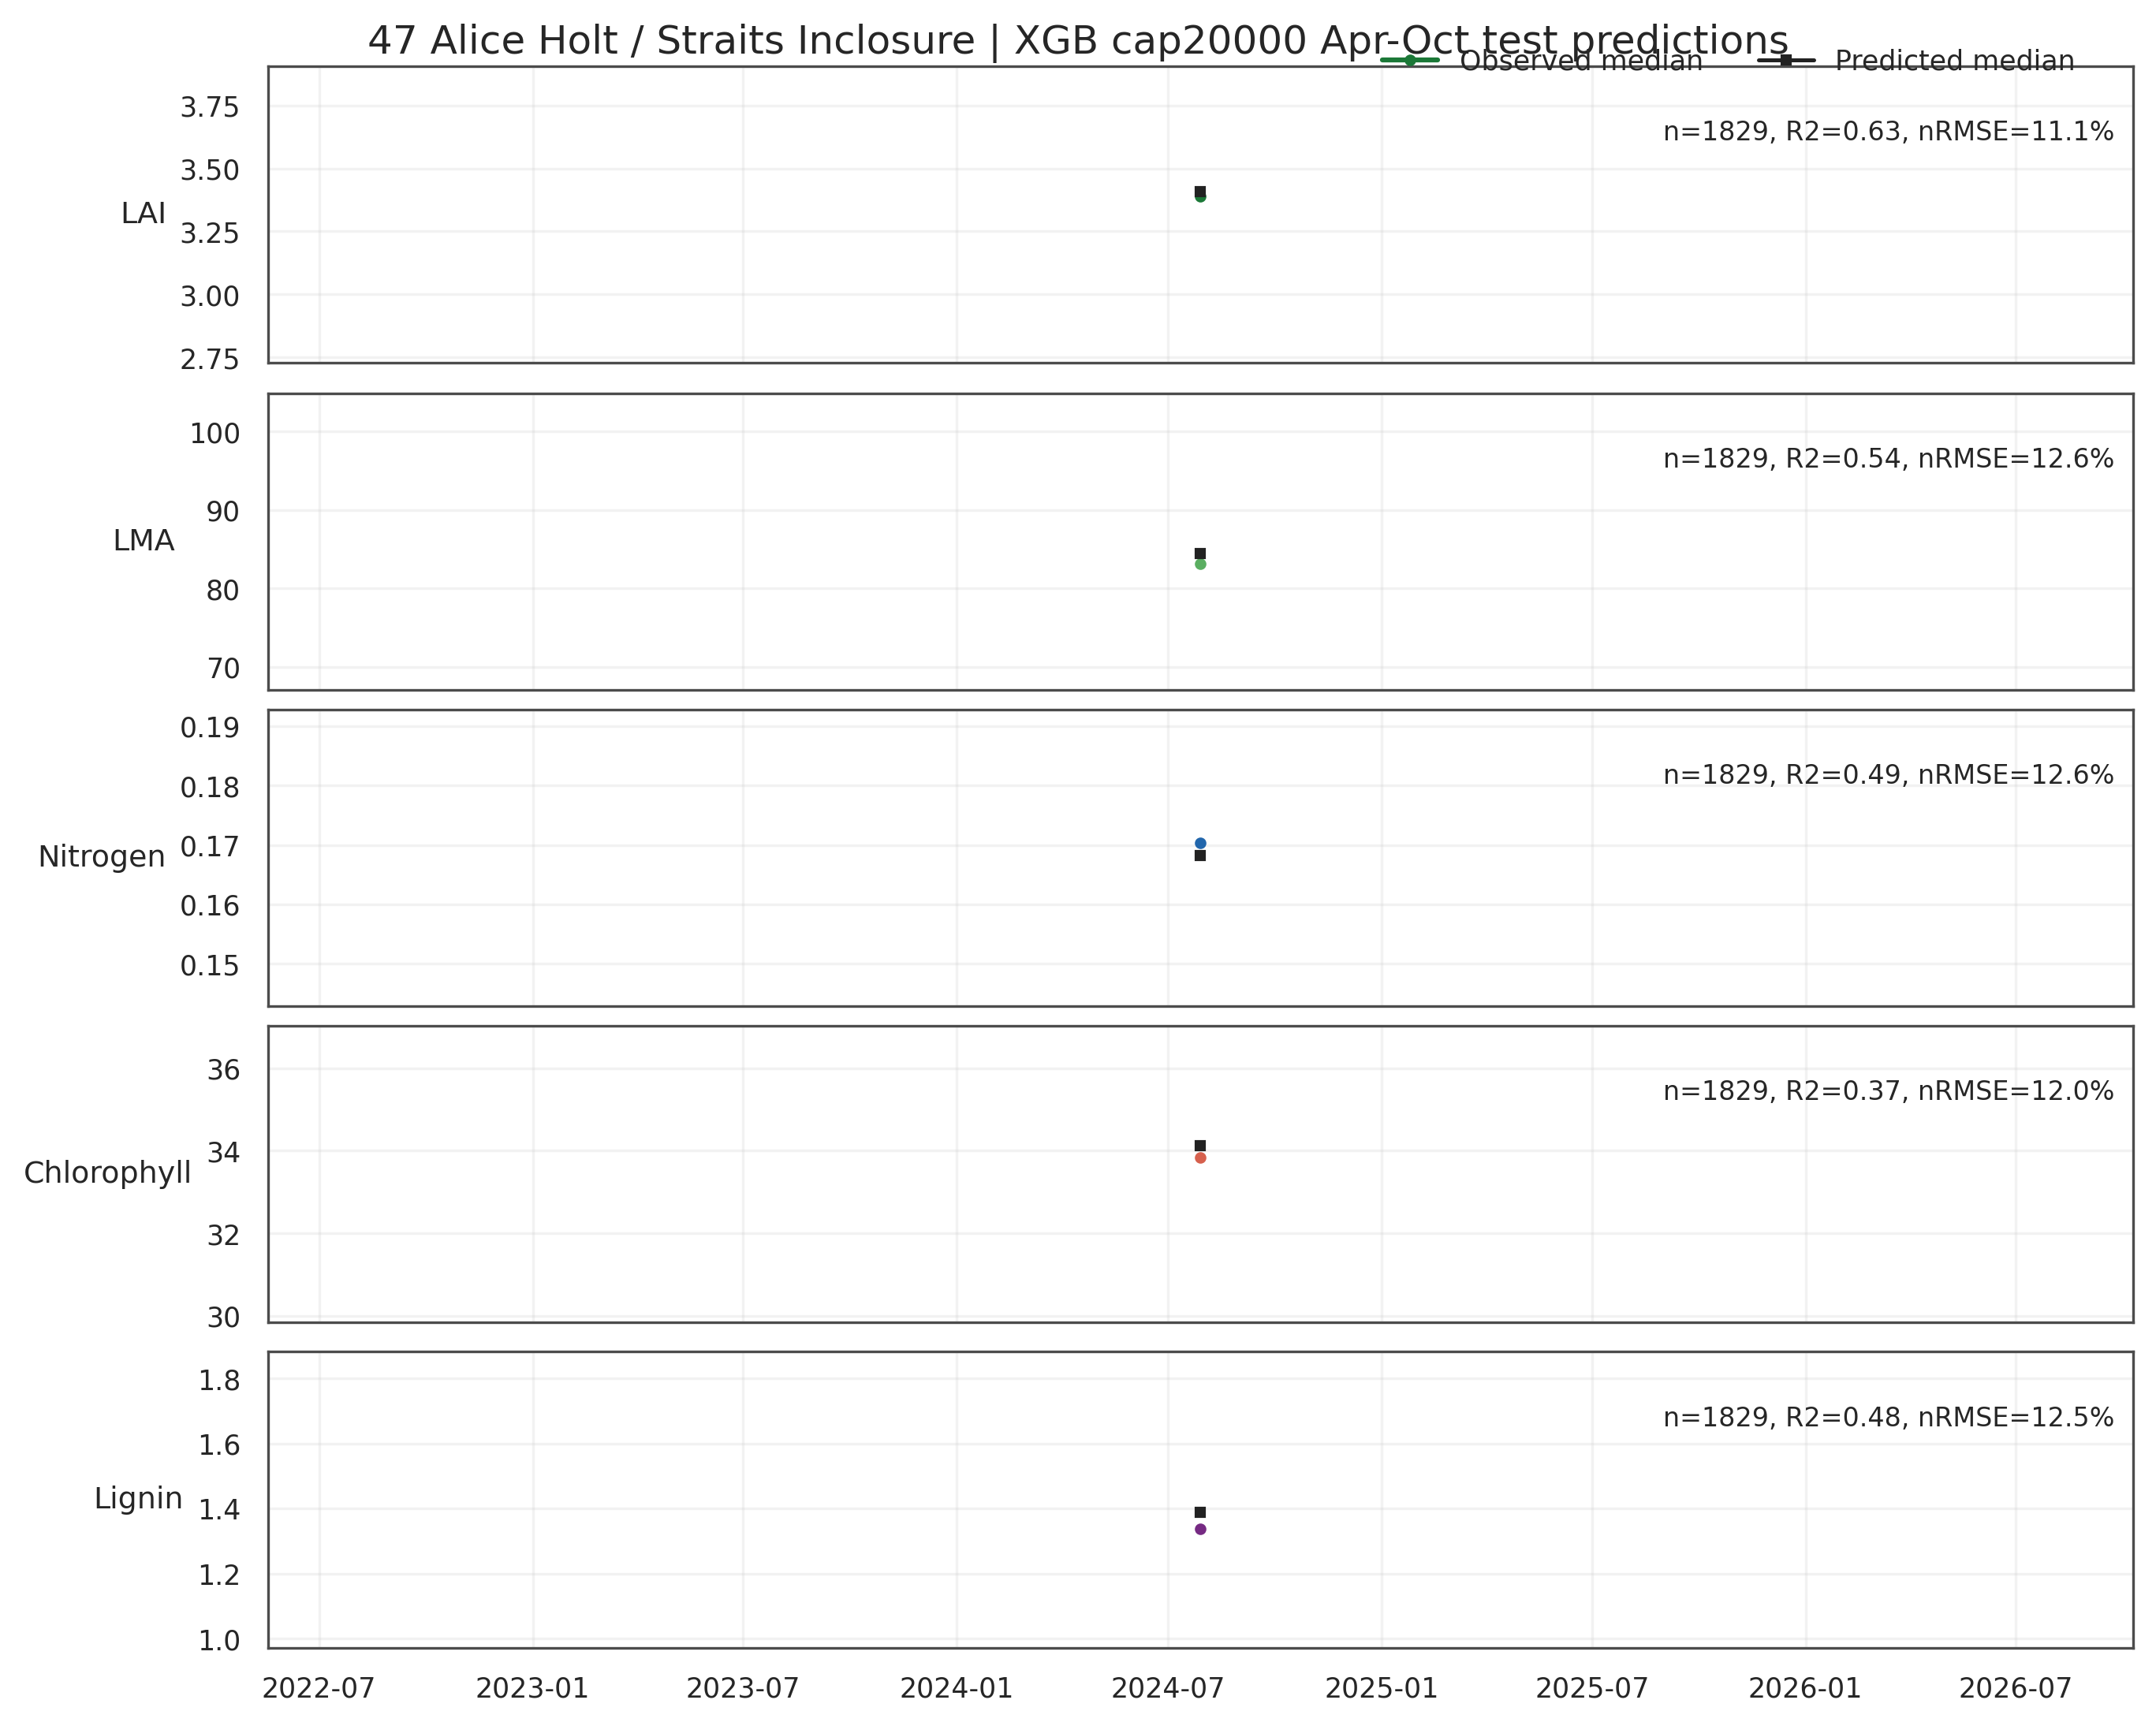 47 Alice Holt / Straits Inclosure | XGB cap20000 Apr-Oct test predictions
Observed median
Predicted median
3.75
3.50
3.25
3.00
2.75
LAI
n=1829, R2=0.63, nRMSE=11.1%
100
90
80
70
LMA
n=1829, R2=0.54, nRMSE=12.6%
0.19
0.18
0.17
0.16
0.15
Nitrogen
n=1829, R2=0.49, nRMSE=12.6%
36
34
32
30
Chlorophyll
n=1829, R2=0.37, nRMSE=12.0%
1.8
1.6
1.4
1.2
1.0
Lignin
n=1829, R2=0.48, nRMSE=12.5%
2022-07 2023-01 2023-07 2024-01 2024-07 2025-01 2025-07 2026-01 2026-07